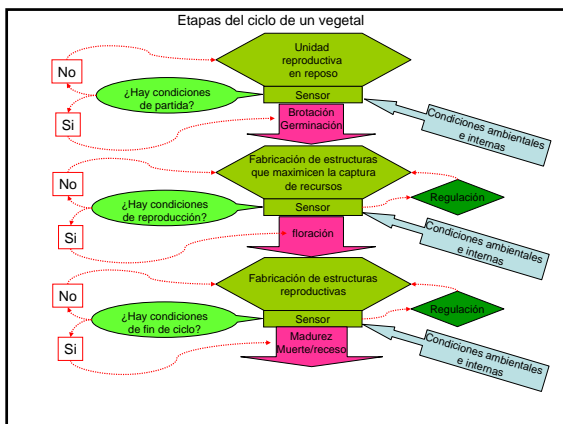 Etapas del ciclo de un vegetal
Unidad
reproductiva
en reposo
No
¿Hay condiciones
de partida?
Sensor
Si
Brotación
Germinación
Condiciones ambientales
e internas
Fabricación de estructuras
que maximicen la captura
de recursos
No
Regulación
¿Hay condiciones
de reproducción?
Sensor
Si
floración
Condiciones ambientales
e internas
Fabricación de estructuras
reproductivas
No
Regulación
¿Hay condiciones
de fin de ciclo?
Sensor
Si
Madurez
Muerte/receso
Condiciones ambientales
e internas